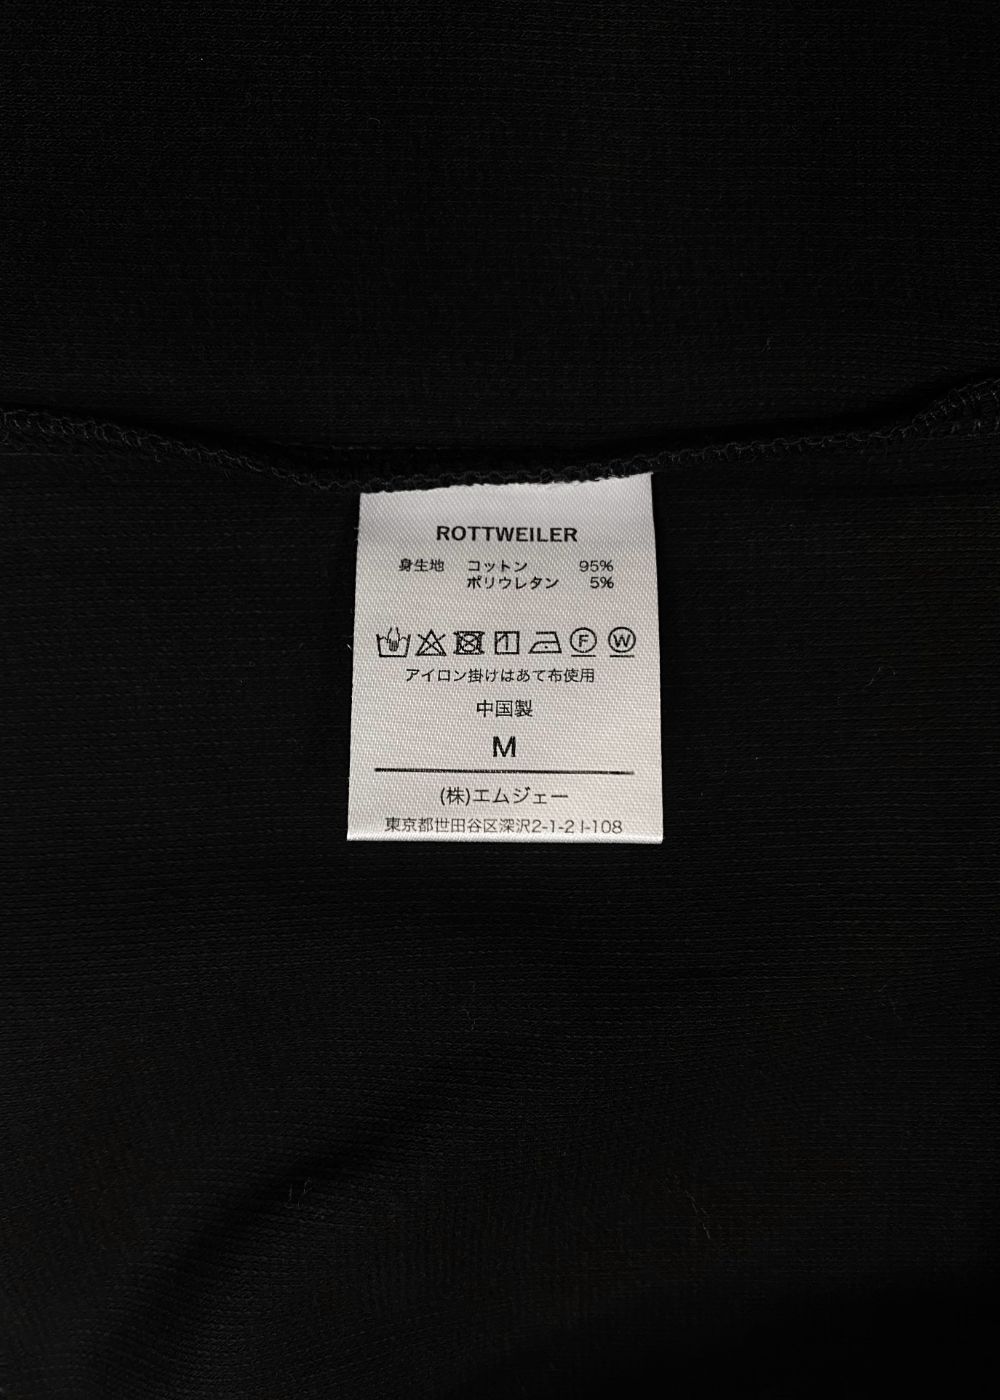 ROTTWEILER
身生地 コットン 95%
ポリウレタン 5%
F W
アイロン掛けはあて布使用
中国製
M
(株)エムジェー
東京都世田谷区深沢2-1-2 I-108